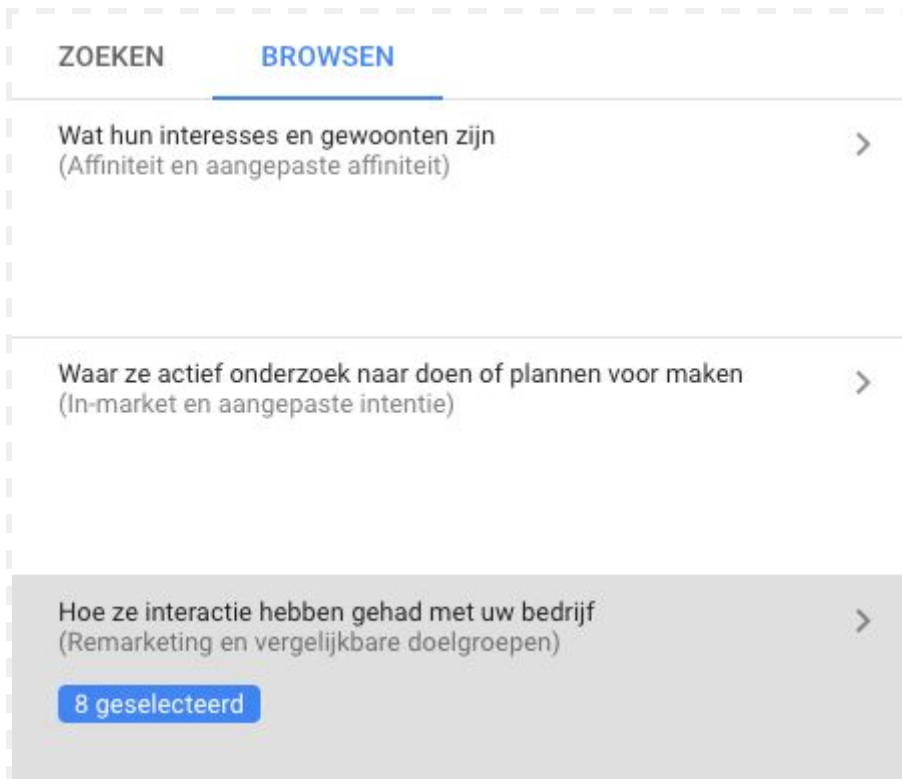 ZOEKEN BROWSEN
Wat hun interesses en gewoonten zijn
(Affiniteit en aangepaste affiniteit)
Waar ze actief onderzoek naar doen of plannen voor maken
(In-market en aangepaste intentie)
Hoe ze interactie hebben gehad met uw bedrijf
(Remarketing en vergelijkbare doelgroepen)
8 geselecteerd